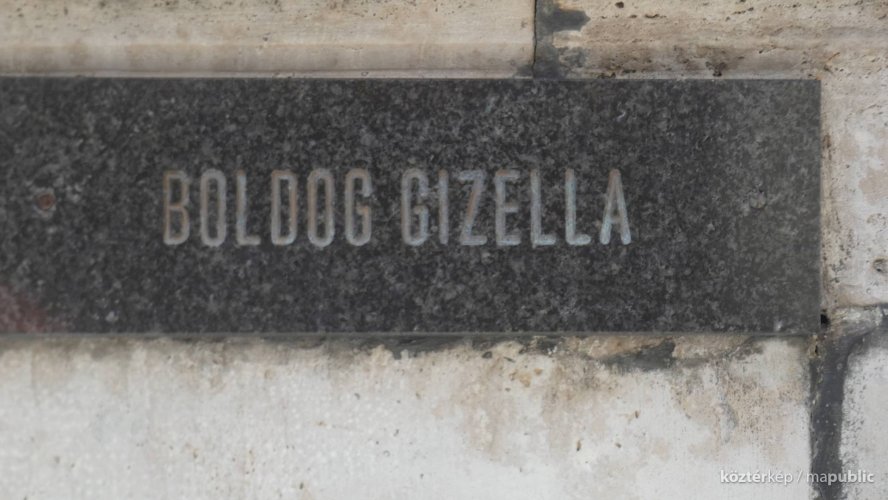 BOLDOG GIZELLA
köztérkép / mapublic